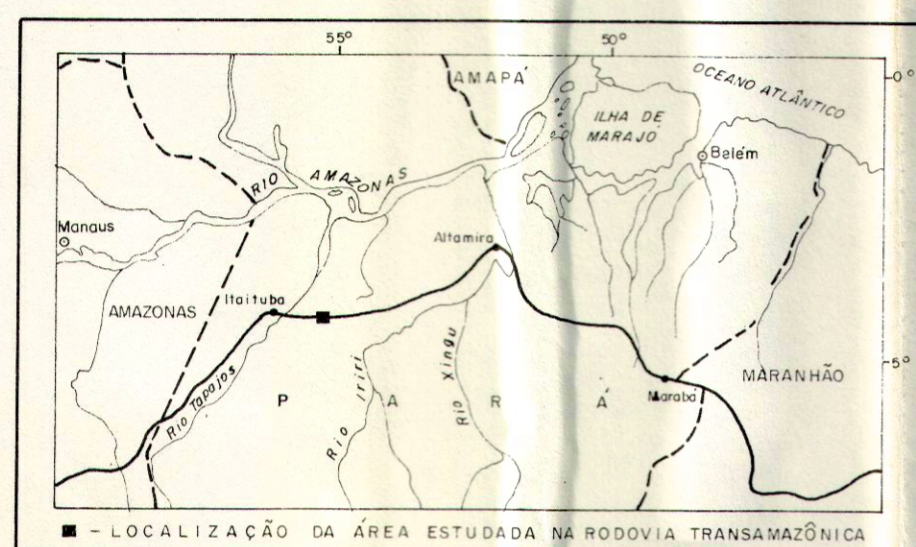 55°
50°
0°
AMAPÁ
OCEANO ATLÂNTICO
ILHA DE
MARAJÓ
Belém
RIO AMAZONAS
Manaus
Altamira
AMAZONAS
Itaituba
5°
MARANHÃO
Rio Tapajos
Rio Iriri
Rio Xingu
P A R Á
Marabá
- LOCALIZAÇÃO DA ÁREA ESTUDADA NA RODOVIA TRANSAMAZÔNICA